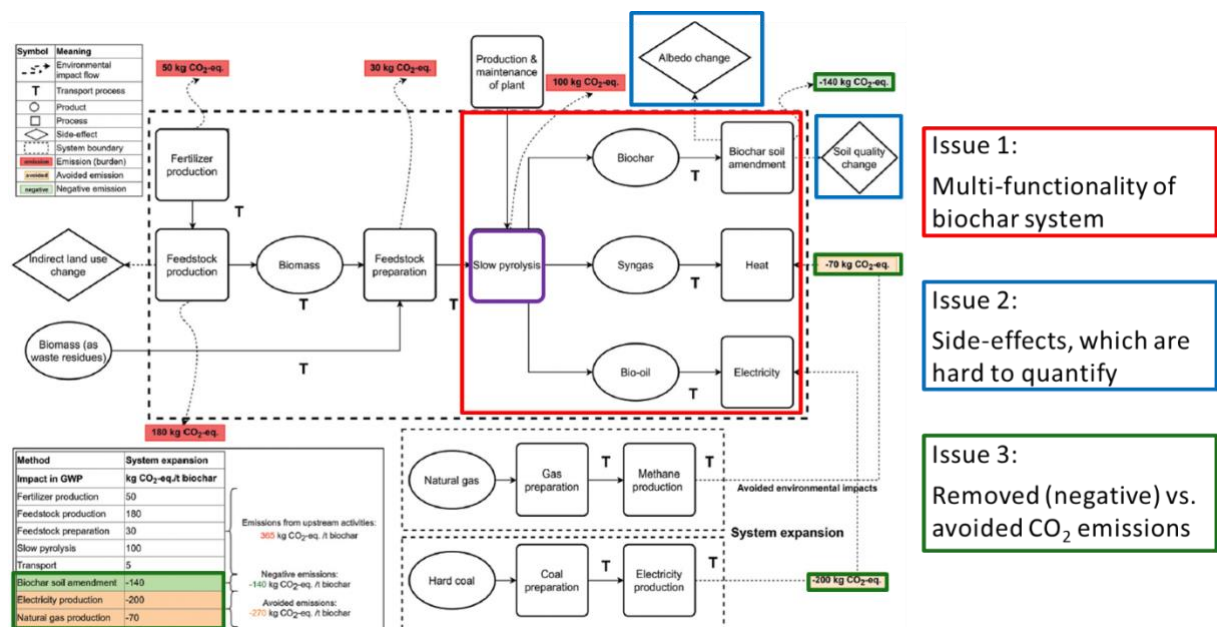 Symbol Meaning
Environmental
impact flow
T Transport process
Product
Process
Side-effect
System boundary
emission Emission (burden)
avoided Avoided emission
negative Negative emission
50 kg CO₂-eq.
30 kg CO₂-eq.
Production &
maintenance
of plant
100 kg CO₂-eq.
Albedo change
-140 kg CO₂-eq.
Fertilizer
production
T
Biochar
T
Biochar soil
amendment
Soil quality
change
Indirect land use
change
Feedstock
production
Biomass
T
Feedstock
preparation
T
Slow pyrolysis
Syngas
T
Heat
-70 kg CO₂-eq.
Biomass (as
waste residues)
T
Bio-oil
T
Electricity
180 kg CO₂-eq.
Natural gas
Gas
preparation
T
Methane
production
T
Avoided environmental impacts
System expansion
Hard coal
Coal
preparation
T
Electricity
production
T
-200 kg CO₂-eq.
Method System expansion
Impact in GWP kg CO₂-eq./t biochar
Fertilizer production 50
Feedstock production 180
Feedstock preparation 30
Slow pyrolysis 100
Transport 5
Biochar soil amendment -140
Electricity production -200
Natural gas production -70
Emissions from upstream activities:
365 kg CO₂-eq. /t biochar
Negative emissions:
-140 kg CO₂-eq. /t biochar
Avoided emissions:
-270 kg CO₂-eq. /t biochar
Issue 1:
Multi-functionality of
biochar system
Issue 2:
Side-effects, which are
hard to quantify
Issue 3:
Removed (negative) vs.
avoided CO₂ emissions